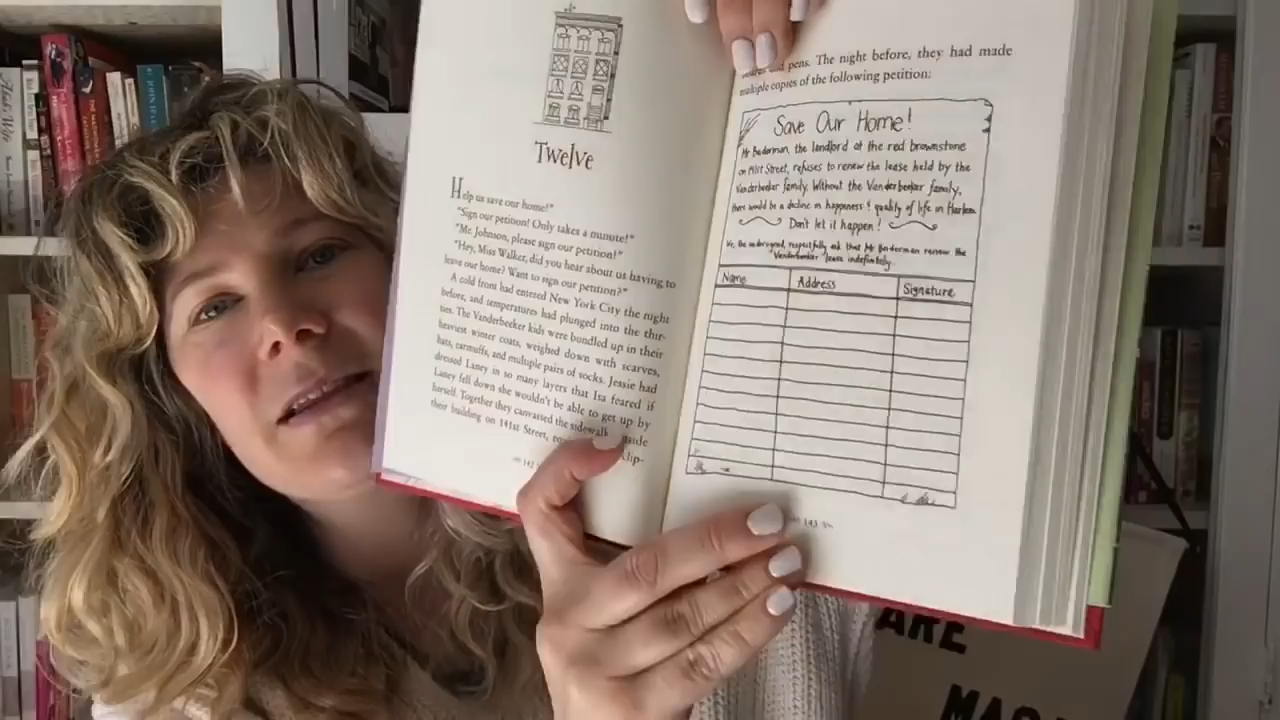 Twelve
Help us save our home!"
"Sign our petition! Only takes a minute!"
"Mr. Johnson, please sign our petition!"
"Hey, Miss Walker, did you hear about us having to
leave our home? Want to sign our petition?"
A cold front had entered New York City the night
before, and temperatures had plunged into the thir-
ties. The Vanderbeeker kids were bundled up in their
heaviest winter coats, weighed down with scarves,
hats, earmuffs, and multiple pairs of socks. Jessie had
dressed Laney in so many layers that Isa feared if
Laney fell down she wouldn't be able to get up by
herself. Together they canvassed the sidewalk
their building on 141st Street, clip-
142
pens. The night before, they had made
multiple copies of the following petition:
Save Our Home!
Mr Beiderman, the landlord of the red brownstone
on 141st Street, refuses to renew the lease held by the
Vanderbeeker family. Without the Vanderbeeker family,
there would be a decline in happiness & quality of life in Harlem.
Don't let it happen!
We, the undersigned, respectfully ask that Mr Beiderman renew the
Vanderbeeker lease indefinitely
Name Address Signature
143
ARE